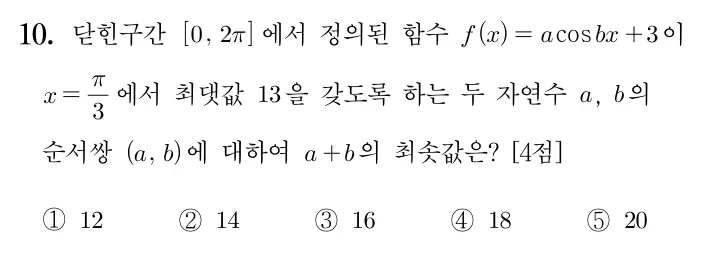 10. 닫힌구간 [0, 2π]에서 정의된 함수 f(x) = a cos bx + 3이
x = π/3 에서 최댓값 13을 갖도록 하는 두 자연수 a, b의
순서쌍 (a, b)에 대하여 a + b의 최솟값은? [4점]
① 12 ② 14 ③ 16 ④ 18 ⑤ 20